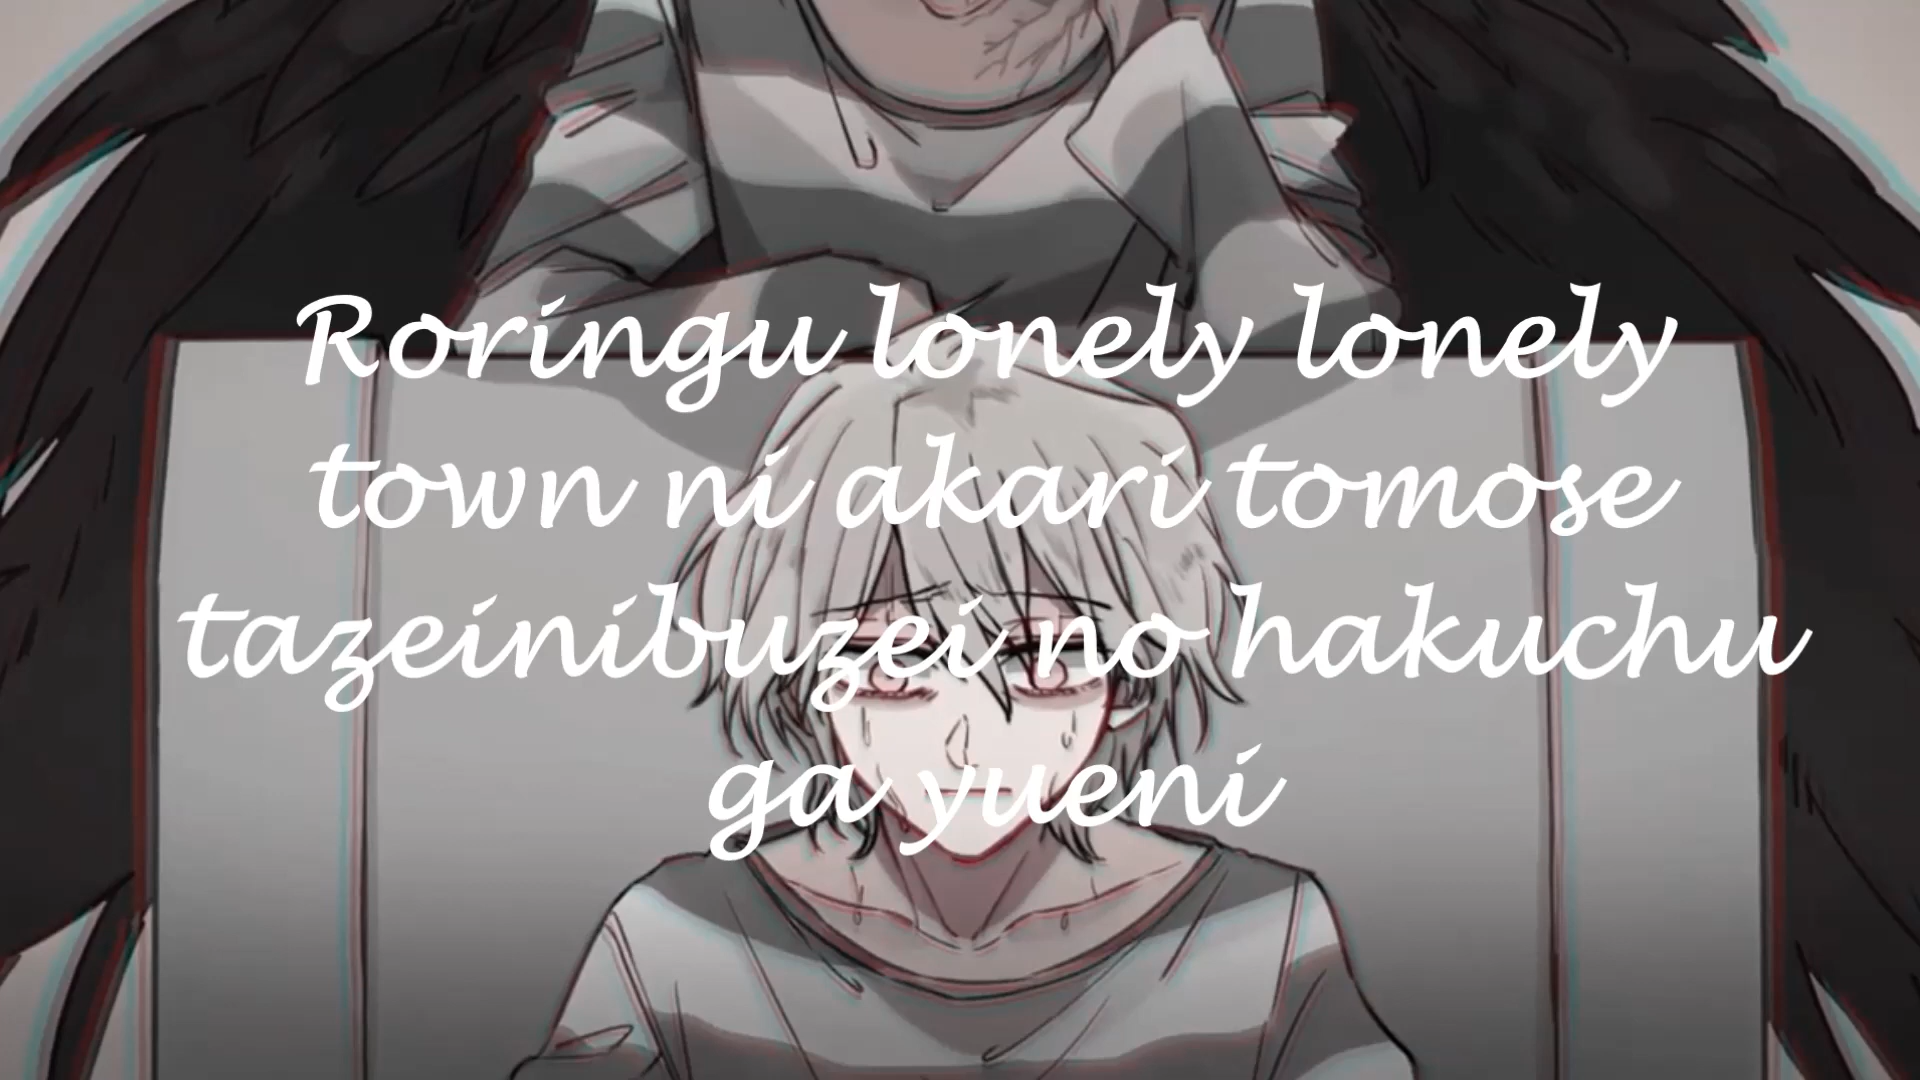 Roringu lonely lonely
town ni akari tomose
tazeinibuzei no hakuchu
ga yueni